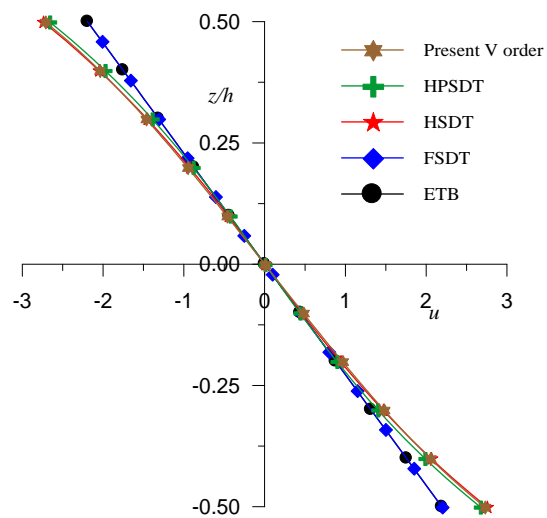 0.50
z/h
Present V order
HPSDT
0.25
HSDT
FSDT
ETB
0.00
-3
-2
-1
0
1
2
3
u
-0.25
-0.50